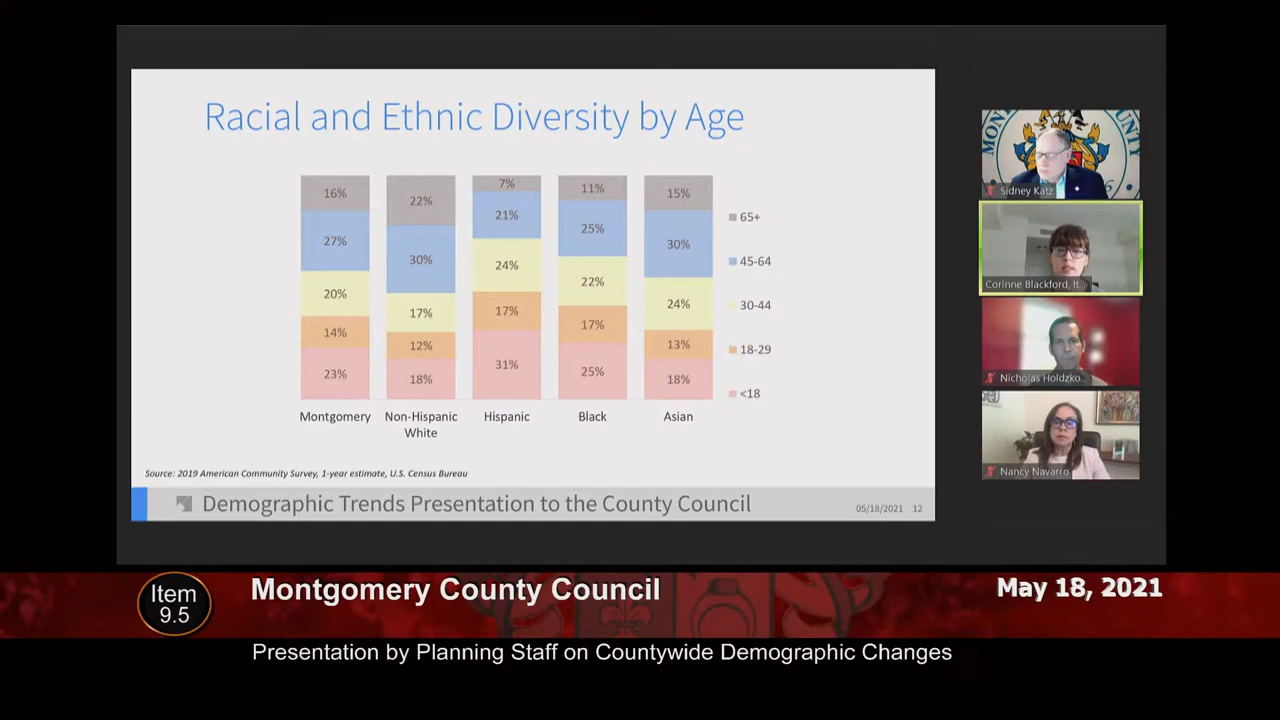 Racial and Ethnic Diversity by Age
16%
27%
20%
14%
23%
22%
30%
17%
12%
18%
7%
21%
24%
17%
31%
11%
25%
22%
17%
25%
15%
30%
24%
13%
18%
65+
45-64
30-44
18-29
<18
Montgomery
Non-Hispanic
White
Hispanic
Black
Asian
Source: 2019 American Community Survey, 1-year estimate, U.S. Census Bureau
Demographic Trends Presentation to the County Council
05/18/2021 12
Sidney Katz
Corinne Blackford, It...
Nicholas Holdzko...
Nancy Navarro
Item
9.5
Montgomery County Council
May 18, 2021
Presentation by Planning Staff on Countywide Demographic Changes